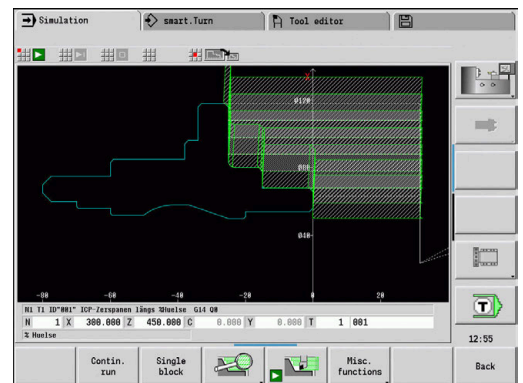 Simulation
smart.Turn
Tool editor
X
Ø120
Ø80
Ø40
-80 -60 -40 -20 0 20
N1 T1 ID"001" ICP-Zerspanen längs %Huelse G14 Q0
N 1 X 300.000 Z 450.000 C 0.000 Y 0.000 T 1 001
% Huelse
T
12:55
Contin. run
Single block
Misc. functions
Back